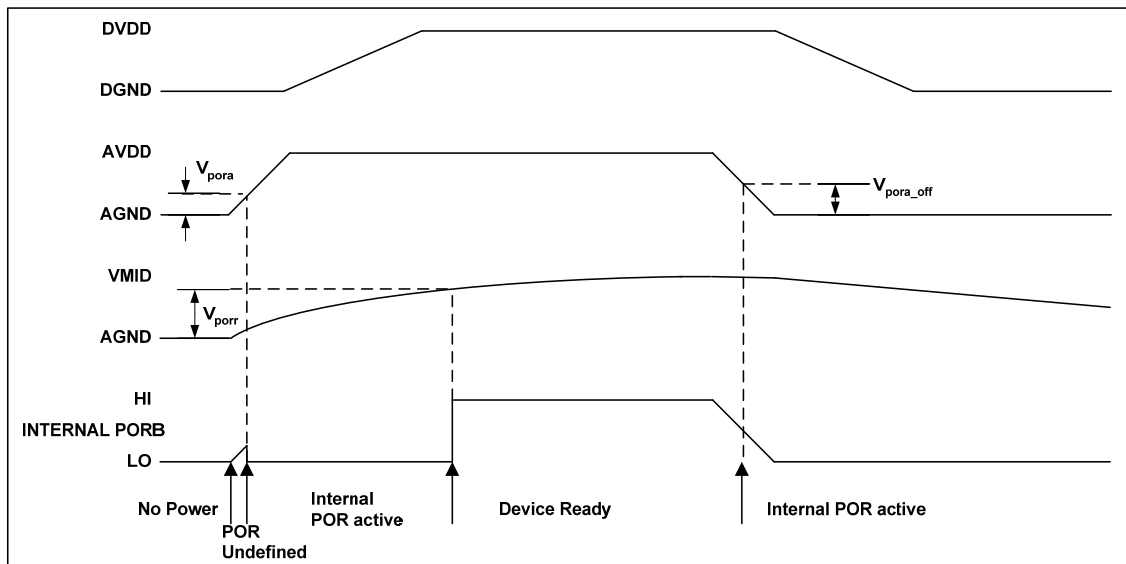 DVDD
DGND
AVDD
Vpora
AGND
Vpora_off
VMID
Vporr
AGND
HI
INTERNAL PORB
LO
No Power
POR
Undefined
Internal
POR active
Device Ready
Internal POR active